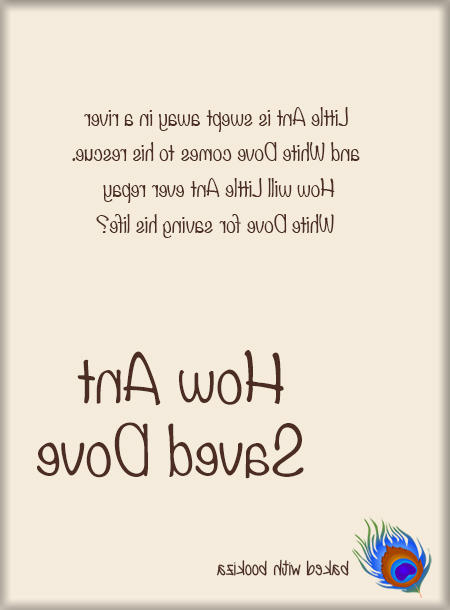 Little Ant is swept away in a river
and White Dove comes to his rescue.
How will Little Ant ever repay
White Dove for saving his life?
How Ant
Saved Dove
baked with bookiza